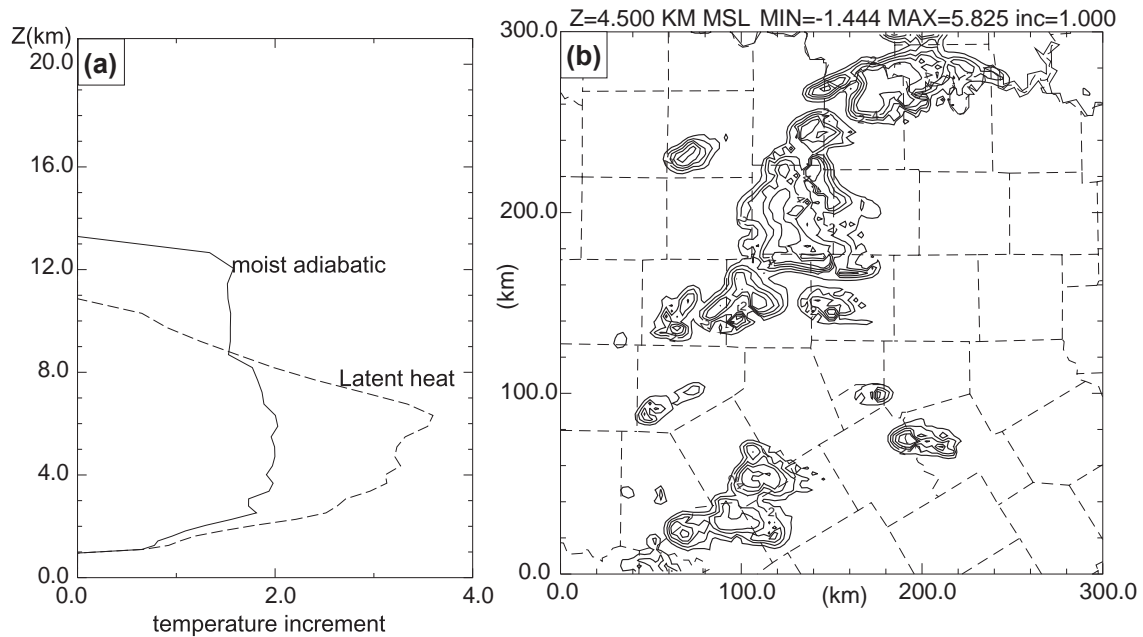 Z=4.500 KM MSL MIN=-1.444 MAX=5.825 inc=1.000
Z(km)
(a)
20.0
16.0
12.0
8.0
4.0
0.0
moist adiabatic
Latent heat
0.0 2.0 4.0
temperature increment
(b)
300.0
200.0
(km)
100.0
0.0
0.0 100.0 200.0 300.0
(km)